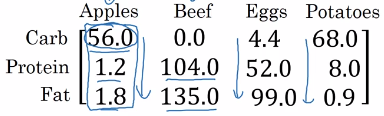 Apples Beef Eggs Potatoes
Carb 56.0 0.0 4.4 68.0
Protein 1.2 104.0 52.0 8.0
Fat 1.8 135.0 99.0 0.9